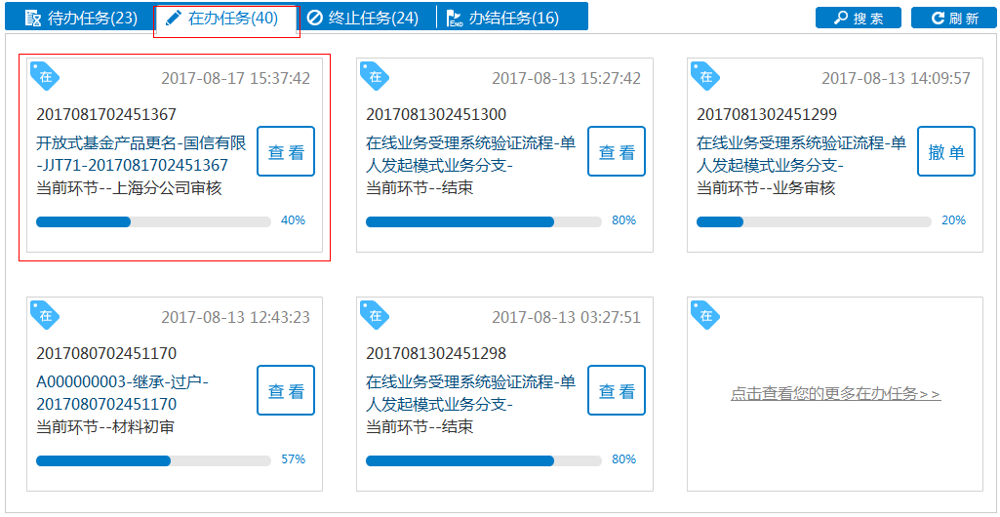 待办任务(23) 在办任务(40) 终止任务(24) END 办结任务(16) 搜 索 刷 新
在 2017-08-17 15:37:42
2017081702451367
开放式基金产品更名-国信有限
-JJT71-2017081702451367
当前环节--上海分公司审核
查 看
40%
在 2017-08-13 15:27:42
2017081302451300
在线业务受理系统验证流程-单
人发起模式业务分支-
当前环节--结束
查 看
80%
在 2017-08-13 14:09:57
2017081302451299
在线业务受理系统验证流程-单
人发起模式业务分支-
当前环节--业务审核
撤 单
20%
在 2017-08-13 12:43:23
2017080702451170
A000000003-继承-过户-
2017080702451170
当前环节--材料初审
查 看
57%
在 2017-08-13 03:27:51
2017081302451298
在线业务受理系统验证流程-单
人发起模式业务分支-
当前环节--结束
查 看
80%
在
点击查看您的更多在办任务>>